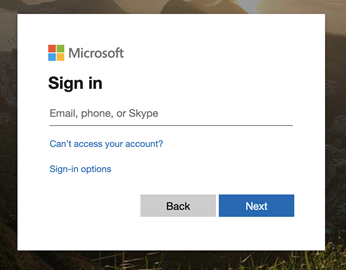 Microsoft
Sign in
Email, phone, or Skype
Can't access your account?
Sign-in options
Back
Next